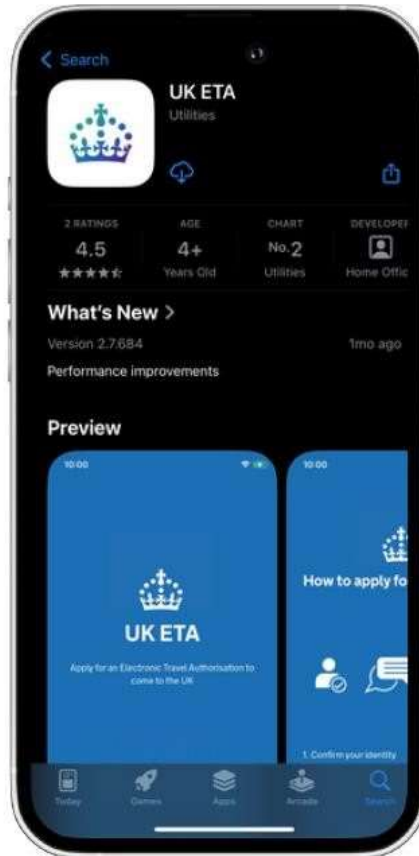 Search
UK ETA
Utilities
2 RATINGS
AGE
CHART
DEVELOPER
4.5
4+
No.2
★★★★½
Years Old
Utilities
Home Offic
What's New >
Version 2.7.684
1mo ago
Performance improvements
Preview
10:00
10:00
UK ETA
Apply for an Electronic Travel Authorisation to
come to the UK
How to apply fo
1. Confirm your identity
Today
Games
Apps
Arcade
Search